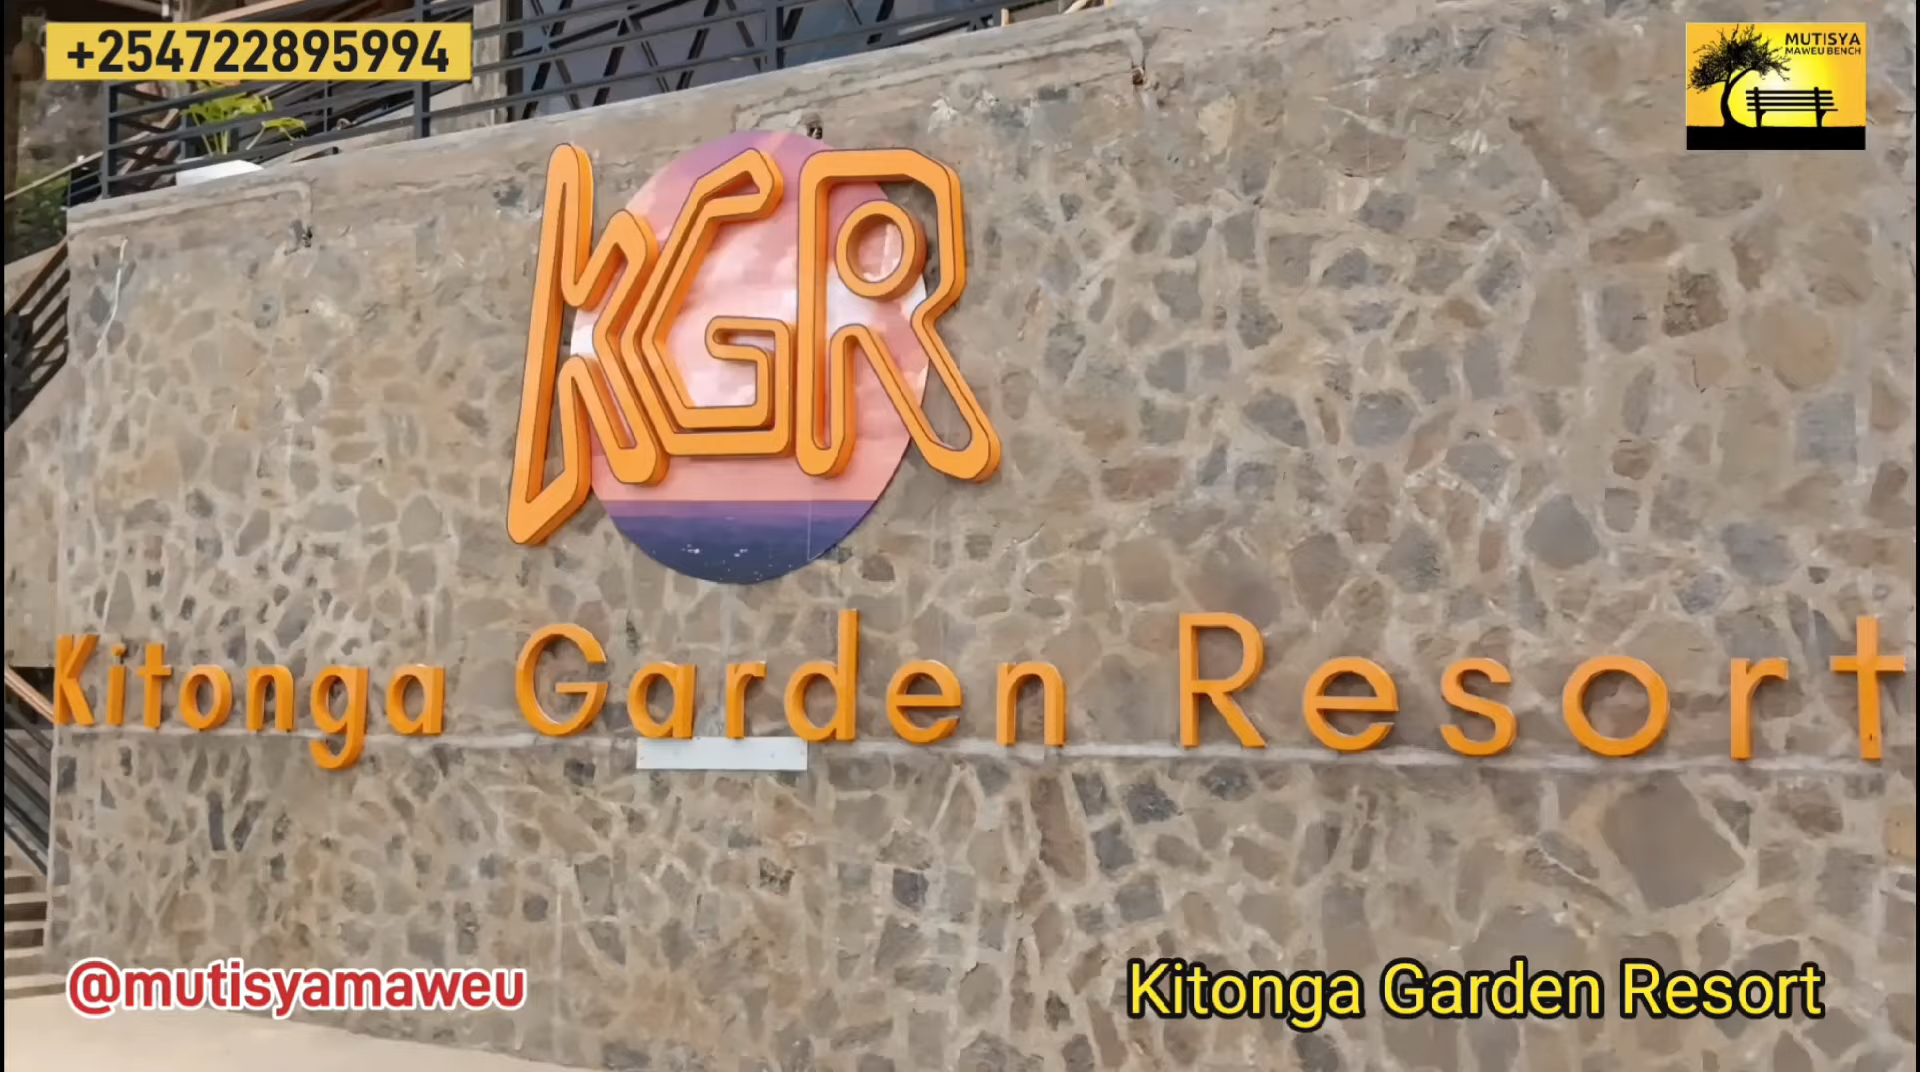 +254722895994
MUTISYA
MAWEU BENCH
KGR
Kitonga Garden Resort
@mutisyamaweu
Kitonga Garden Resort